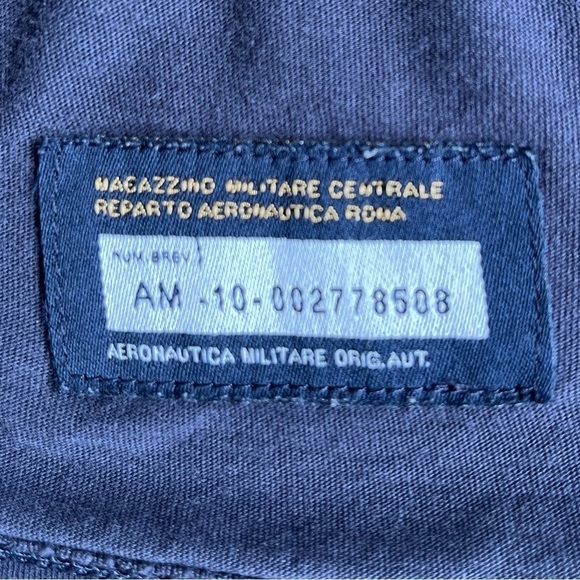 MAGAZZINO MILITARE CENTRALE
REPARTO AERONAUTICA ROMA
NUM.BREV.
AM -10-002778508
AERONAUTICA MILITARE ORIG.AUT.